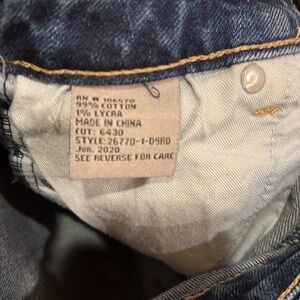 RN # 106570
99% COTTON
1% LYCRA
MADE IN CHINA
CUT: 6430
STYLE:26770-1-D9RD
Jun. 2020
SEE REVERSE FOR CARE